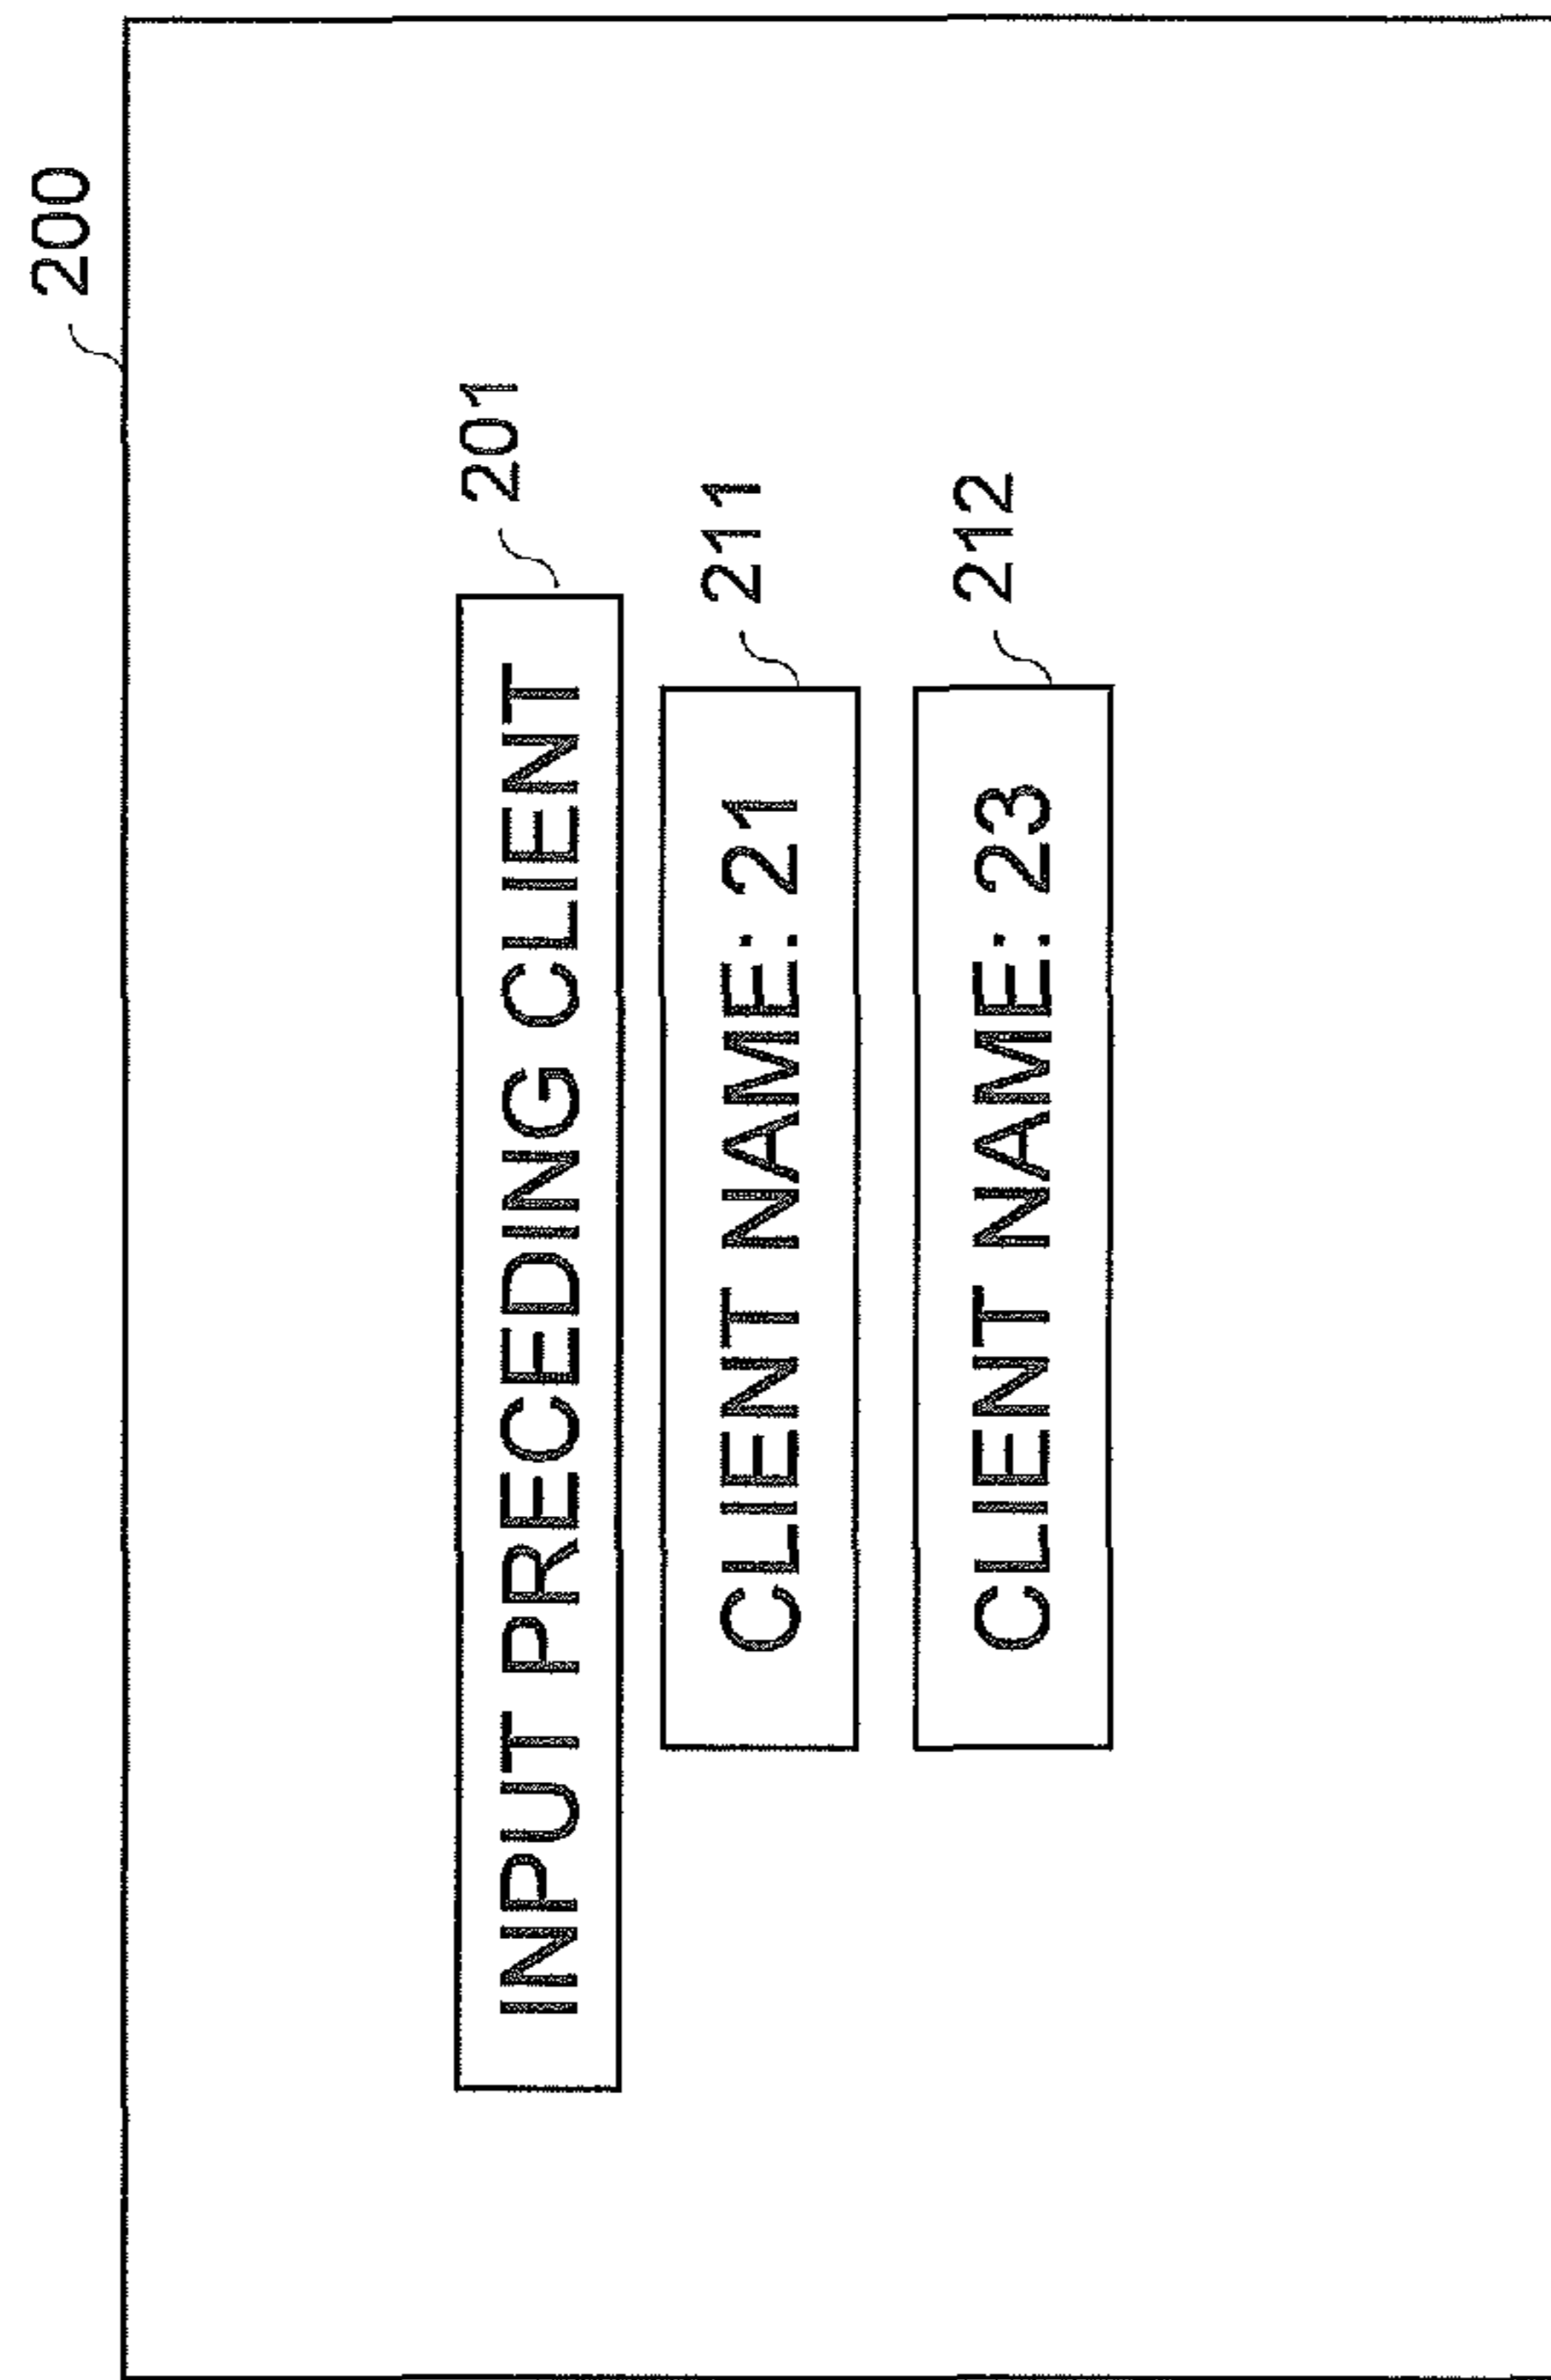 200
INPUT PRECEDING CLIENT
201
CLIENT NAME: 21
211
CLIENT NAME: 23
212